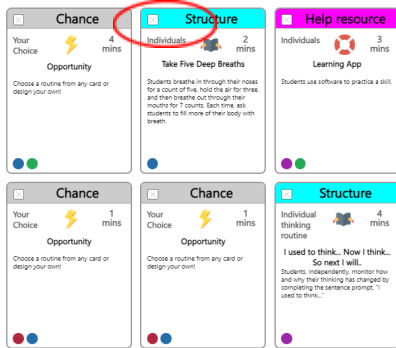 Chance
Your
Choice
4
mins
Opportunity
Choose a routine from any card or
design your own!
Structure
Individuals
2
mins
Take Five Deep Breaths
Students breathe in through their noses
for a count of five, hold the air for three,
and then breathe out through their
mouths for 7 counts. Each time, ask
students to fill more of their body with
breath.
Help resource
Individuals
3
mins
Learning App
Students use software to practice a skill.
Chance
Your
Choice
1
mins
Opportunity
Choose a routine from any card or
design your own!
Chance
Your
Choice
1
mins
Opportunity
Choose a routine from any card or
design your own!
Structure
Individual
thinking
routine
4
mins
I used to think... Now I think...
So next I will..
Students, independently, monitor how
and why their thinking has changed by
completing the sentence prompt, "I
used to think..."